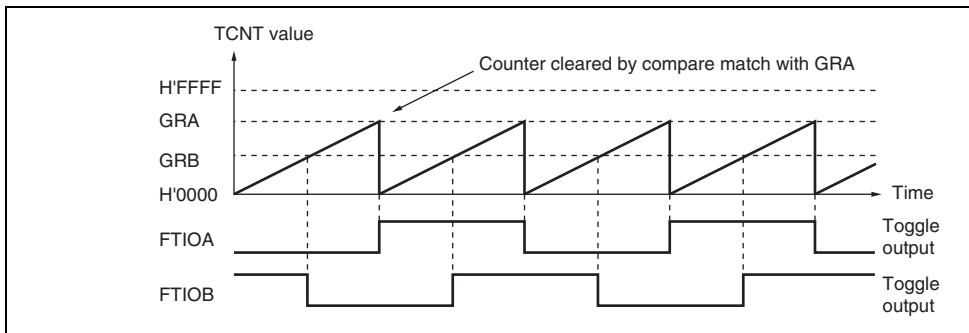 TCNT value
Counter cleared by compare match with GRA
H'FFFF
GRA
GRB
H'0000
Time
FTIOA
Toggle
output
FTIOB
Toggle
output